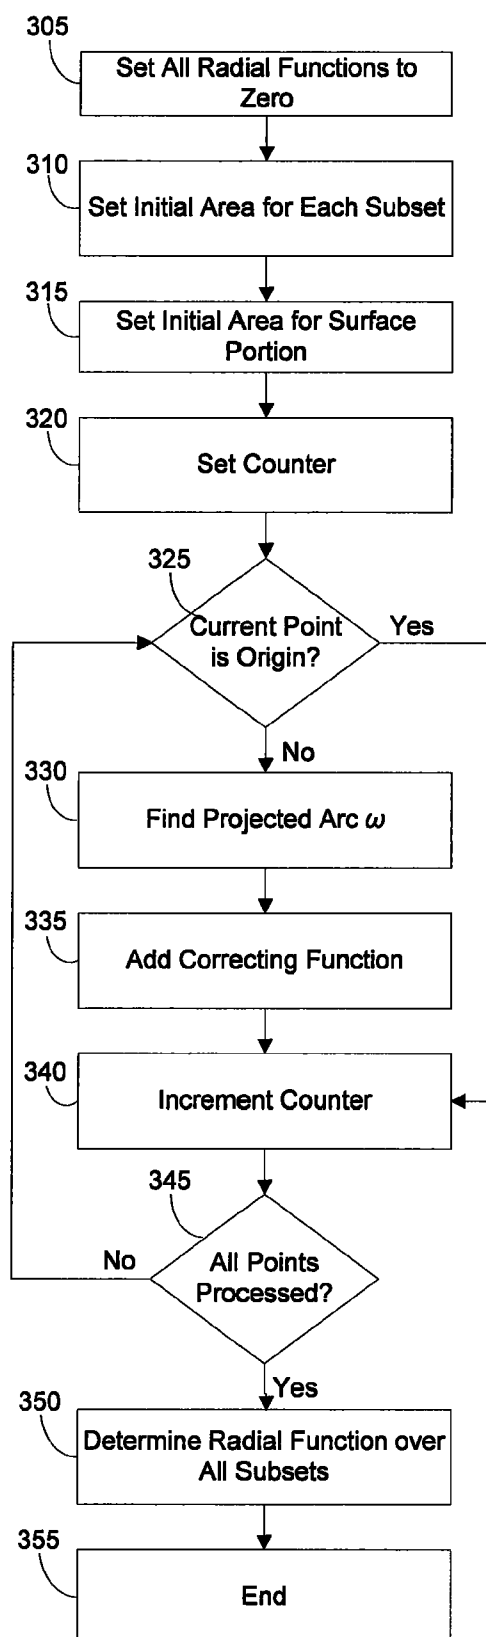 305
Set All Radial Functions to
Zero
310
Set Initial Area for Each Subset
315
Set Initial Area for Surface
Portion
320
Set Counter
325
Current Point
is Origin?
Yes
No
330
Find Projected Arc ω
335
Add Correcting Function
340
Increment Counter
345
No
All Points
Processed?
Yes
350
Determine Radial Function over
All Subsets
355
End